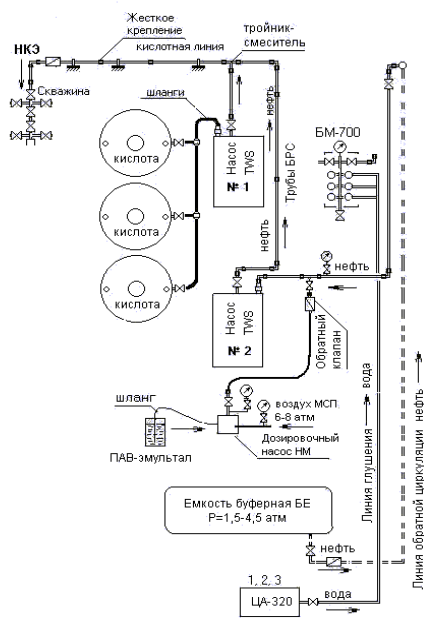 Жесткое
крепление
тройник-
смеситель
НКЭ
кислотная линия
Скважина
шланги
нефть
БМ-700
кислота
Насос
TWS
№ 1
Трубы БРС
кислота
нефть
нефть
кислота
Насос
TWS
№ 2
Обратный
клапан
шланг
воздух МСП
6-8 атм
ПАВ-эмультал
Дозировочный
насос НМ
Линия глушения вода
Линия обратной циркуляции нефть
Емкость буферная БЕ
Р=1,5-4,5 атм
нефть
1, 2, 3
ЦА-320
вода